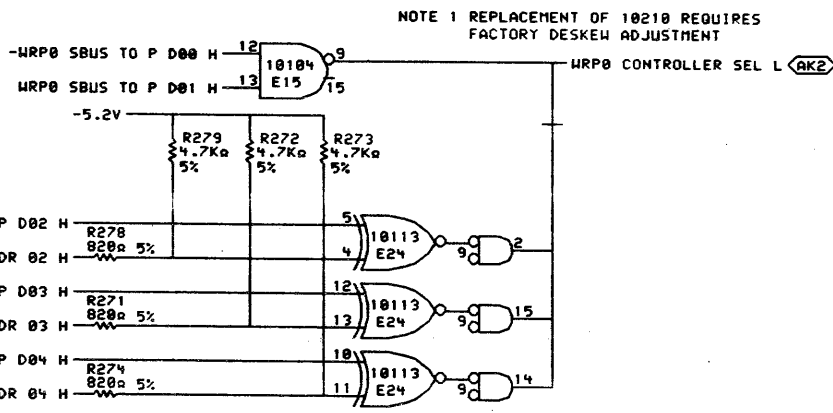 NOTE 1 REPLACEMENT OF 10210 REQUIRES
FACTORY DESKEW ADJUSTMENT
-WRP0 SBUS TO P D00 H
12
10104
E15
9
15
WRP0 CONTROLLER SEL L
AK2
WRP0 SBUS TO P D01 H
13
-5.2V
R279
4.7KΩ
5%
R272
4.7KΩ
5%
R273
4.7KΩ
5%
P D02 H
5
R278
820Ω 5%
DR 02 H
4
10113
E24
9
2
P D03 H
12
R271
820Ω 5%
DR 03 H
13
10113
E24
9
15
P D04 H
10
R274
820Ω 5%
DR 04 H
11
10113
E24
9
14